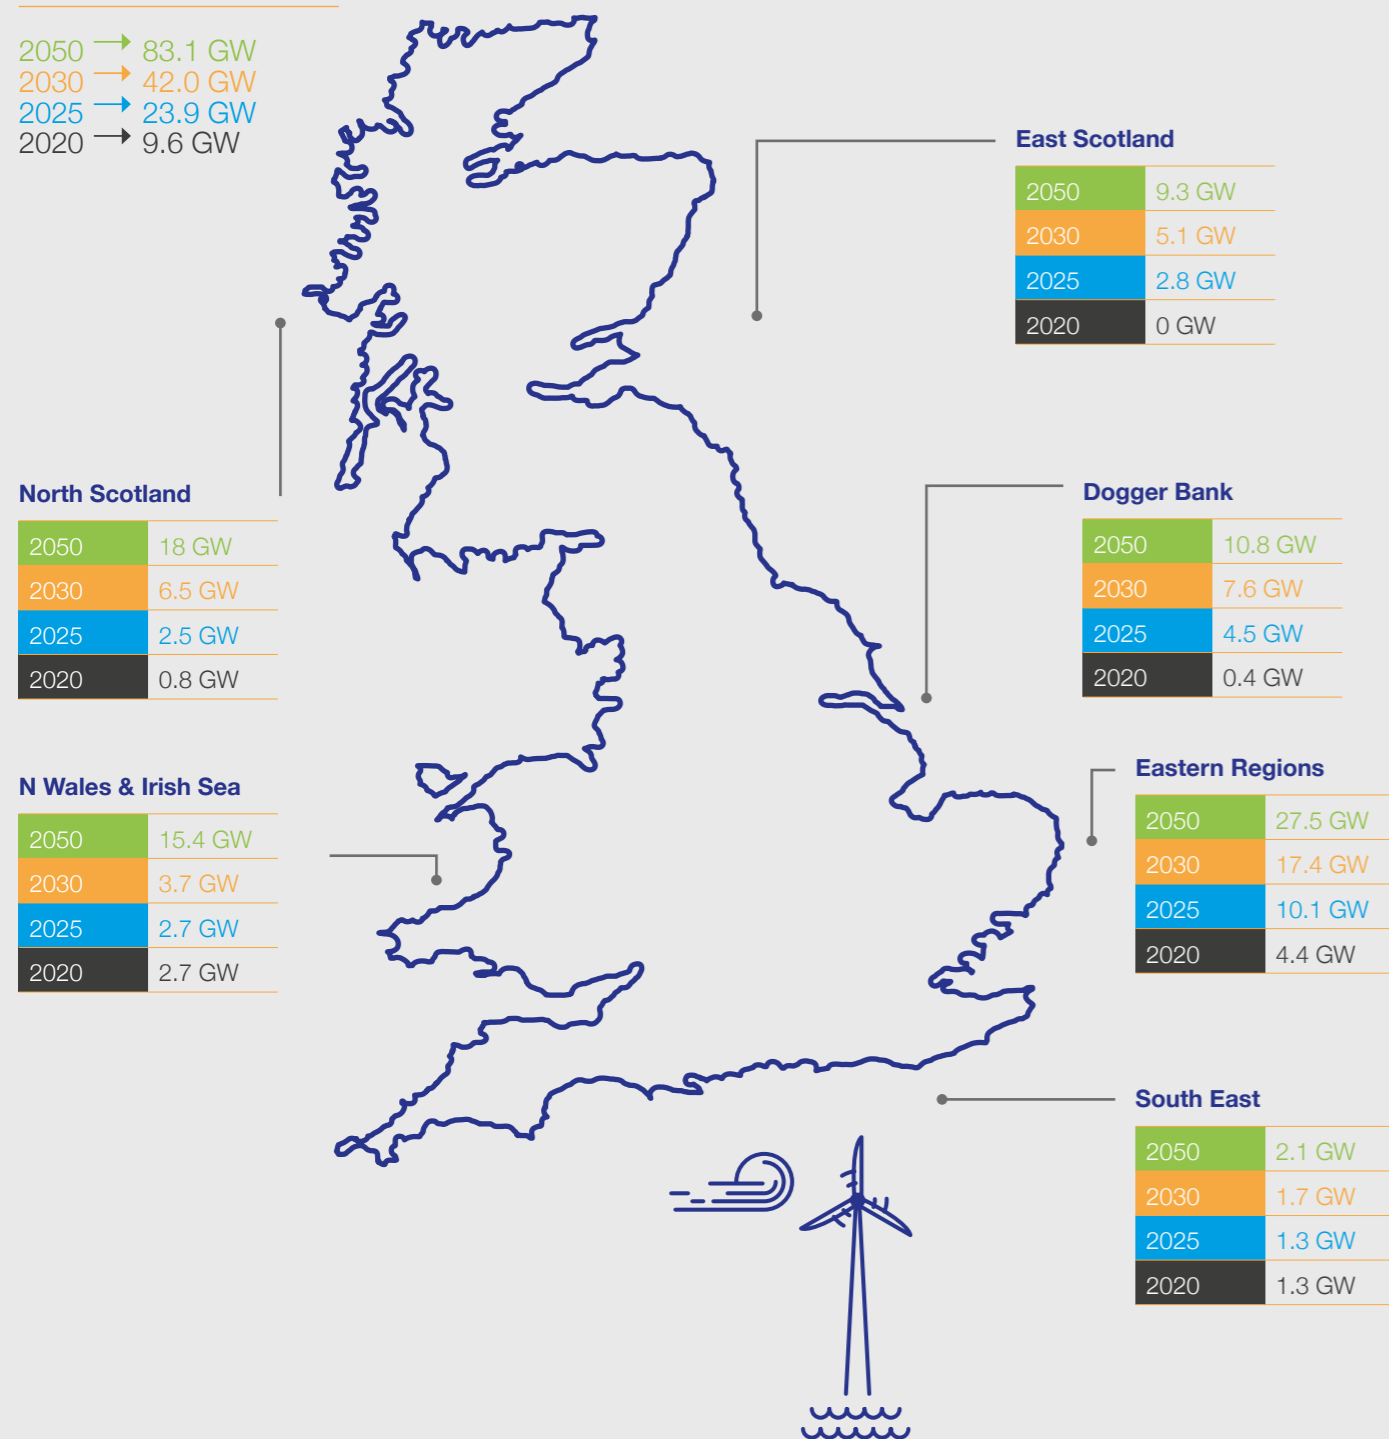 2050 → 83.1 GW
2030 → 42.0 GW
2025 → 23.9 GW
2020 → 9.6 GW
East Scotland
2050 9.3 GW
2030 5.1 GW
2025 2.8 GW
2020 0 GW
North Scotland
2050 18 GW
2030 6.5 GW
2025 2.5 GW
2020 0.8 GW
Dogger Bank
2050 10.8 GW
2030 7.6 GW
2025 4.5 GW
2020 0.4 GW
N Wales & Irish Sea
2050 15.4 GW
2030 3.7 GW
2025 2.7 GW
2020 2.7 GW
Eastern Regions
2050 27.5 GW
2030 17.4 GW
2025 10.1 GW
2020 4.4 GW
South East
2050 2.1 GW
2030 1.7 GW
2025 1.3 GW
2020 1.3 GW